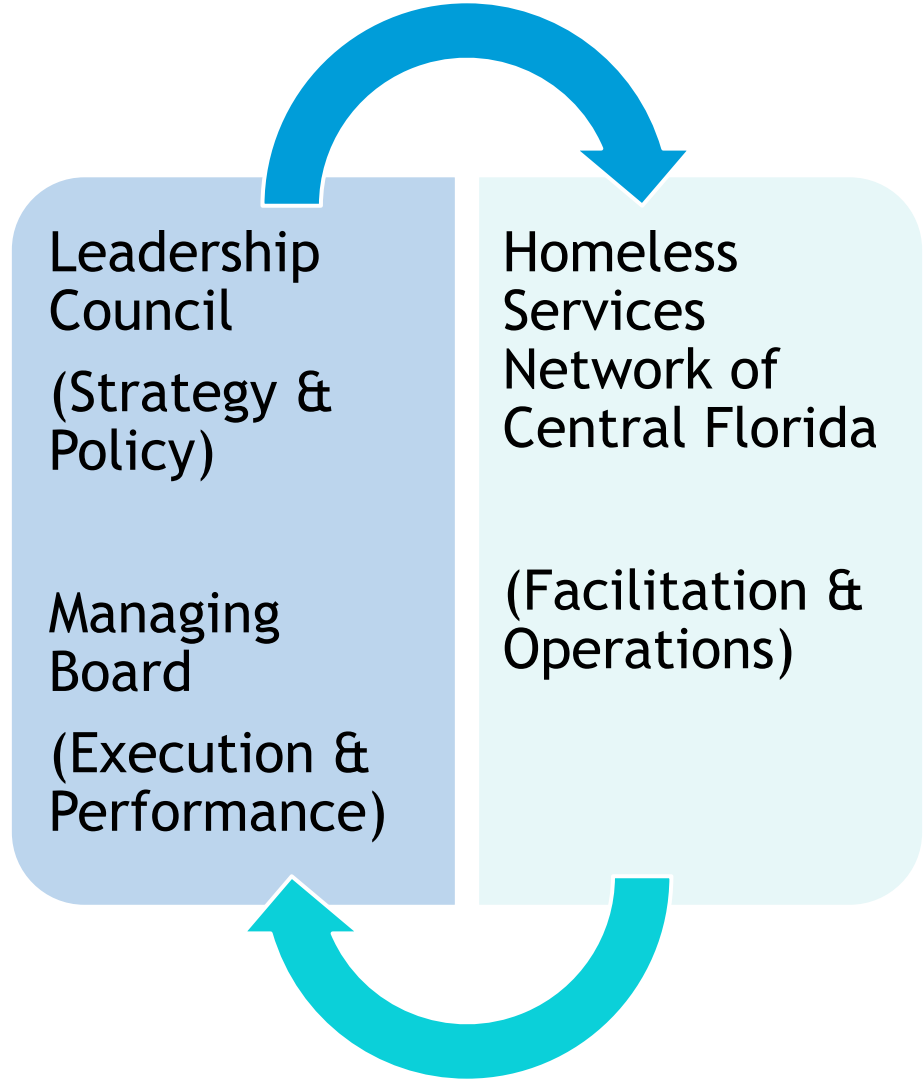 Leadership
Council
(Strategy &
Policy)
Managing
Board
(Execution &
Performance)
Homeless
Services
Network of
Central Florida
(Facilitation &
Operations)